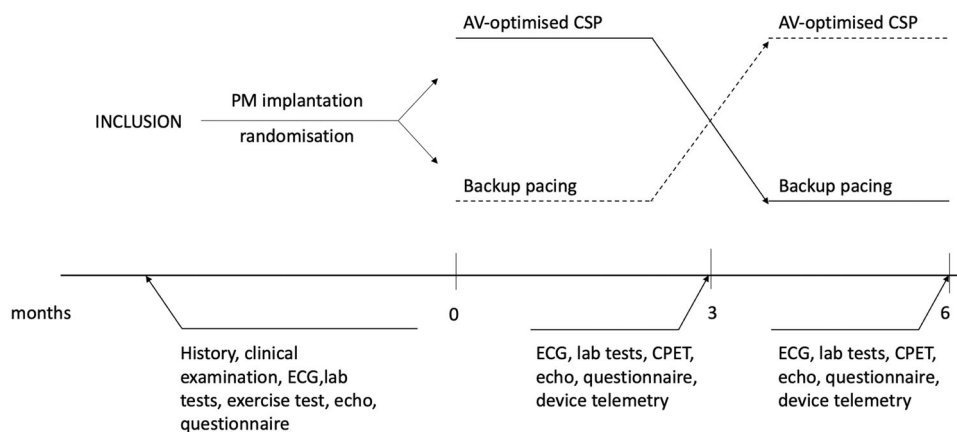 AV-optimised CSP
AV-optimised CSP
PM implantation
INCLUSION
randomisation
Backup pacing
Backup pacing
months
0
3
6
History, clinical
examination, ECG,lab
tests, exercise test, echo,
questionnaire
ECG, lab tests, CPET,
echo, questionnaire,
device telemetry
ECG, lab tests, CPET,
echo, questionnaire,
device telemetry